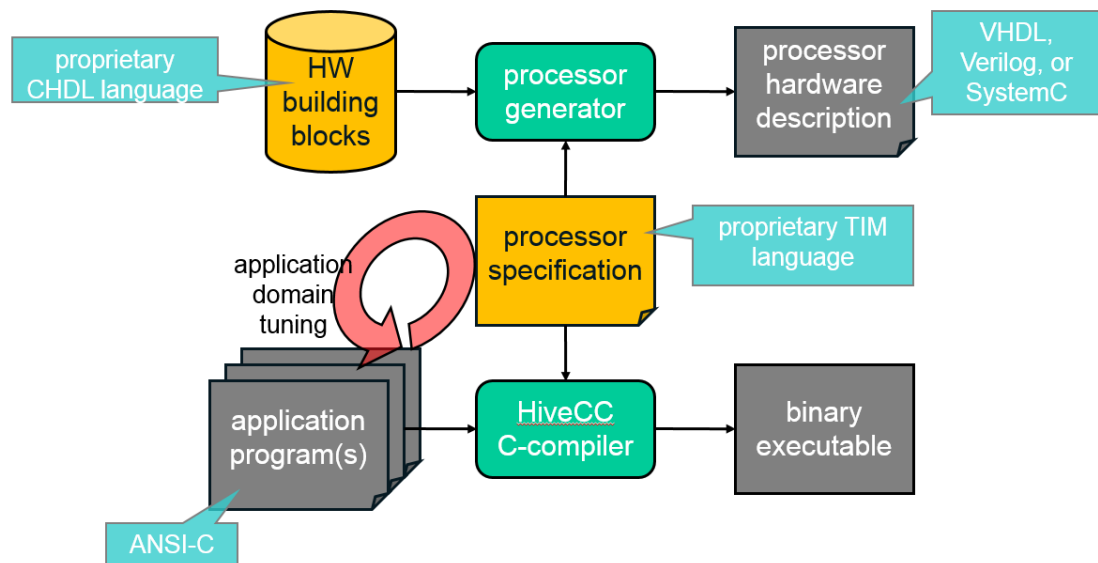 proprietary
CHDL language
HW
building
blocks
processor
generator
processor
hardware
description
VHDL,
Verilog, or
SystemC
application
domain
tuning
processor
specification
proprietary TIM
language
application
program(s)
HiveCC
C-compiler
binary
executable
ANSI-C